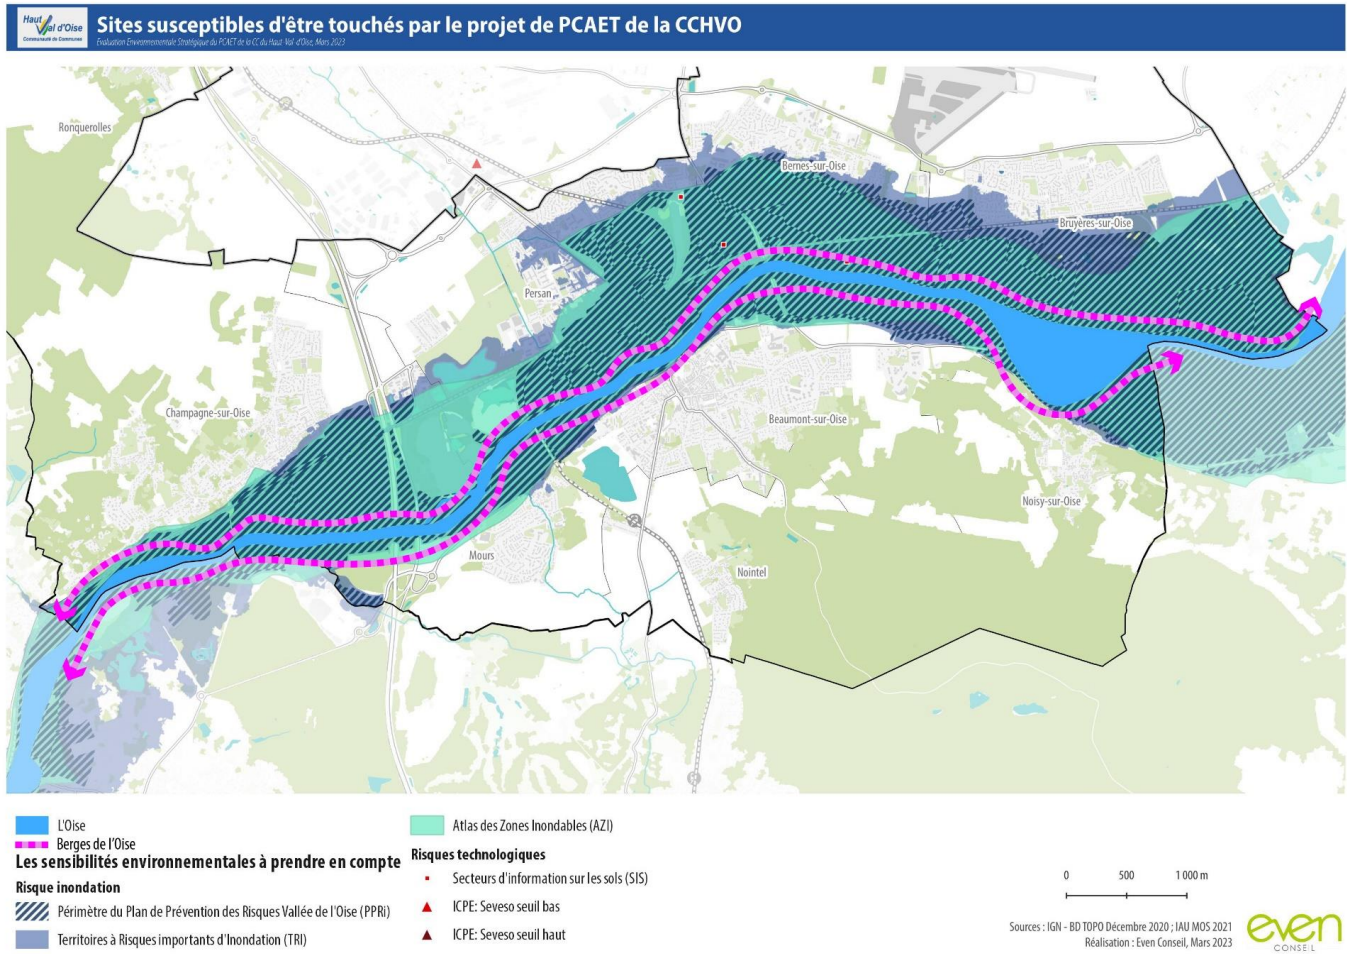 Haut
Val d'Oise
Communauté de Communes
Sites susceptibles d'être touchés par le projet de PCAET de la CCHVO
Evaluation Environnementale Stratégique du PCAET de la CC du Haut -Val -d'Oise, Mars 2023
Ronquerolles
Bernes-sur-Oise
Bruyères-sur-Oise
Persan
Champagne-sur-Oise
Beaumont-sur-Oise
Noisy-sur-Oise
Mours
Nointel
L'Oise
Berges de l'Oise
Les sensibilités environnementales à prendre en compte
Risque inondation
Périmètre du Plan de Prévention des Risques Vallée de l'Oise (PPRi)
Territoires à Risques importants d'Inondation (TRI)
Atlas des Zones Inondables (AZI)
Risques technologiques
Secteurs d'information sur les sols (SIS)
ICPE: Seveso seuil bas
ICPE: Seveso seuil haut
0 500 1 000 m
Sources : IGN - BD TOPO Décembre 2020 ; IAU MOS 2021
Réalisation : Even Conseil, Mars 2023
even
CONSEIL